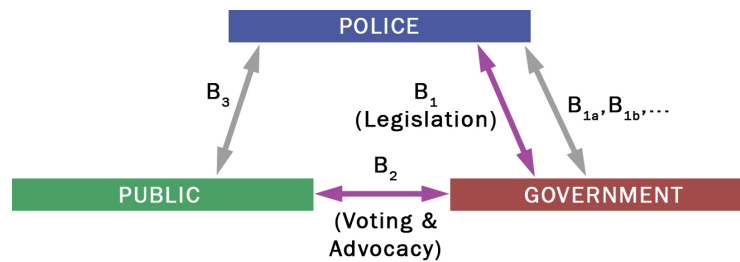 POLICE
B3
B1
(Legislation)
B1a,B1b,...
B2
PUBLIC
GOVERNMENT
(Voting &
Advocacy)